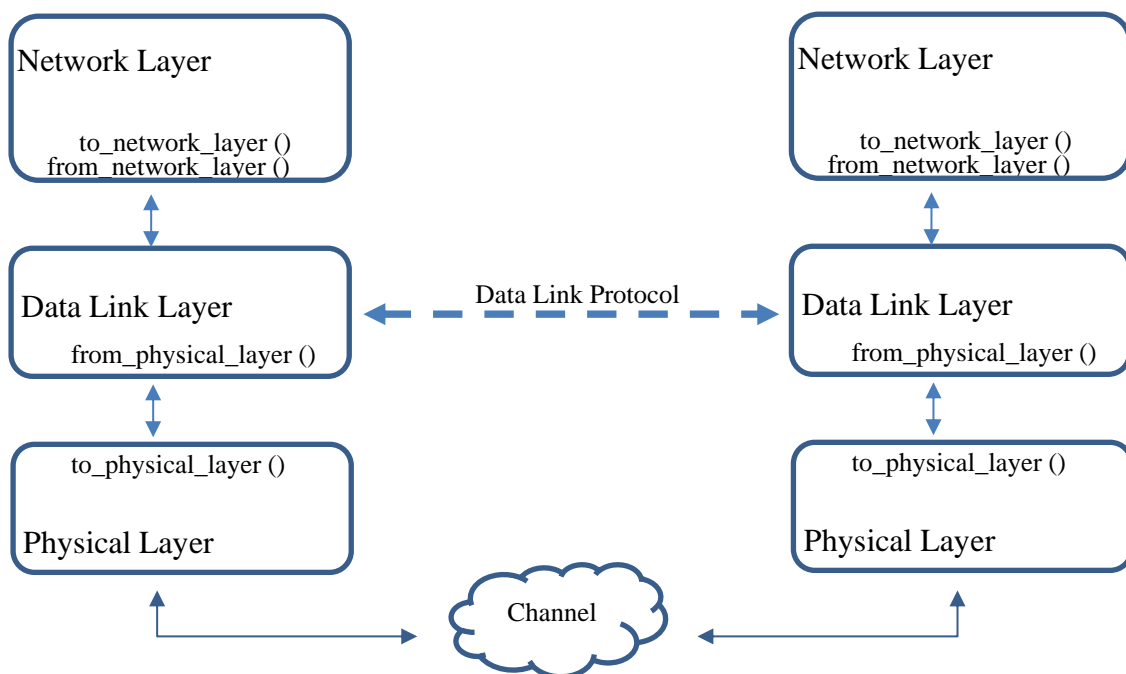 Network Layer
to_network_layer ()
from_network_layer ()
Network Layer
to_network_layer ()
from_network_layer ()
Data Link Layer
from_physical_layer ()
Data Link Protocol
Data Link Layer
from_physical_layer ()
to_physical_layer ()
Physical Layer
to_physical_layer ()
Physical Layer
Channel